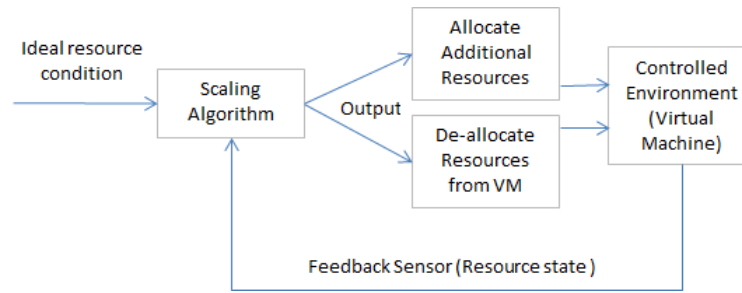 Ideal resource
condition
Scaling
Algorithm
Output
Allocate
Additional
Resources
De-allocate
Resources
from VM
Controlled
Environment
(Virtual
Machine)
Feedback Sensor (Resource state )